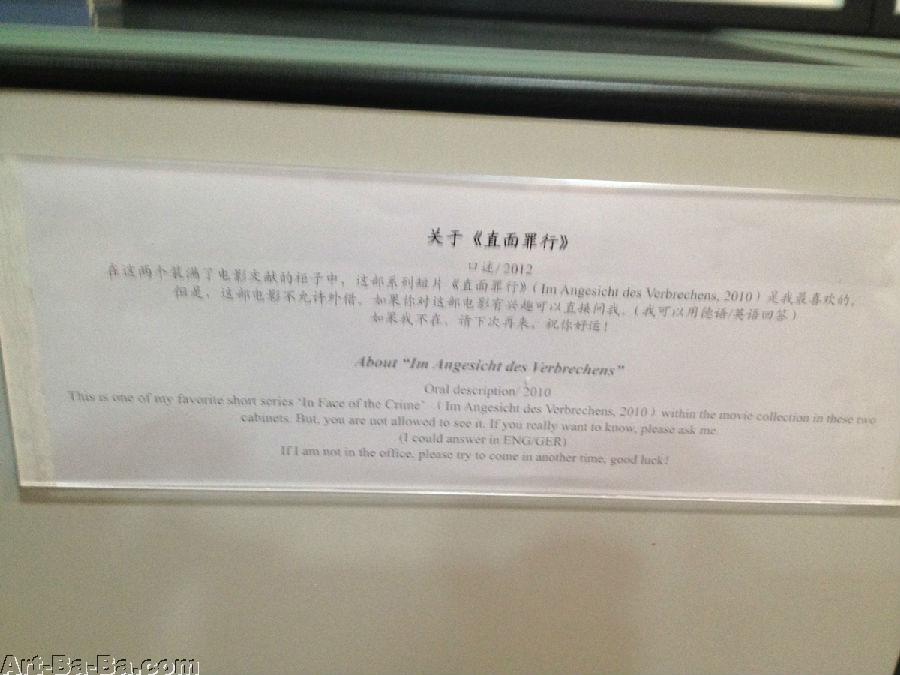 关于《直面罪行》
口述/2012
在这两个装满了电影文献的柜子中，这部系列短片《直面罪行》(Im Angesicht des Verbrechens, 2010）是我最喜欢的。
但是，这部电影不允许外借。如果你对这部电影有兴趣可以直接问我。（我可以用德语/英语回答）
如果我不在，请下次再来。祝你好运！
About “Im Angesicht des Verbrechens”
Oral description/ 2010
This is one of my favorite short series ‘In Face of the Crime’ （Im Angesicht des Verbrechens, 2010）within the movie collection in these two
cabinets. But, you are not allowed to see it. If you really want to know, please ask me.
(I could answer in ENG/GER)
If I am not in the office, please try to come in another time, good luck!
Art-Ba-Ba.com